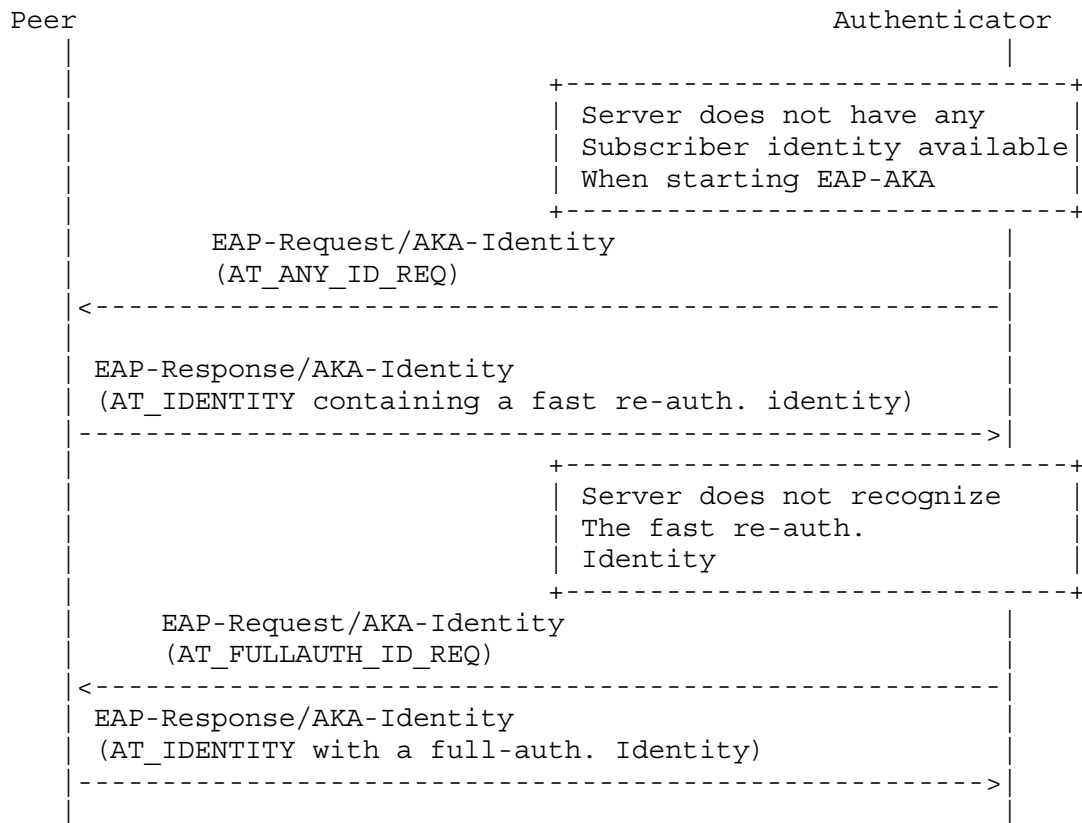 Peer Authenticator
Server does not have any
Subscriber identity available
When starting EAP-AKA
EAP-Request/AKA-Identity
(AT_ANY_ID_REQ)
EAP-Response/AKA-Identity
(AT_IDENTITY containing a fast re-auth. identity)
Server does not recognize
The fast re-auth.
Identity
EAP-Request/AKA-Identity
(AT_FULLAUTH_ID_REQ)
EAP-Response/AKA-Identity
(AT_IDENTITY with a full-auth. Identity)